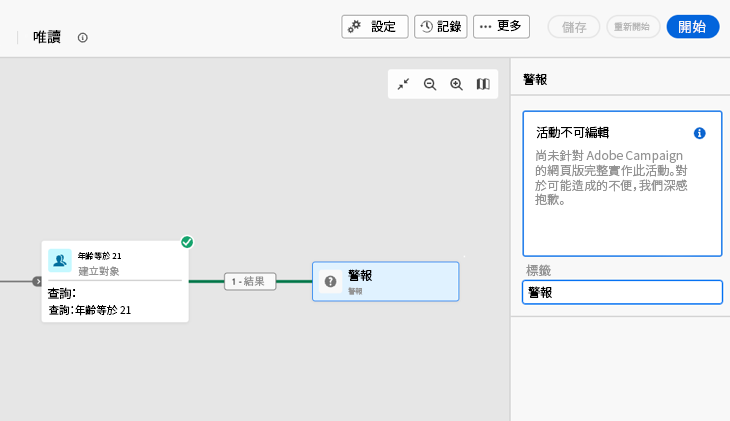 唯讀
設定
記錄
更多
儲存
重新開始
開始
警報
活動不可編輯
尚未針對 Adobe Campaign
的網頁版完整實作此活動。對
於可能造成的不便，我們深感
抱歉。
標籤
警報
年齡等於 21
建立對象
查詢：
查詢：年齡等於 21
1 - 結果
警報
警報